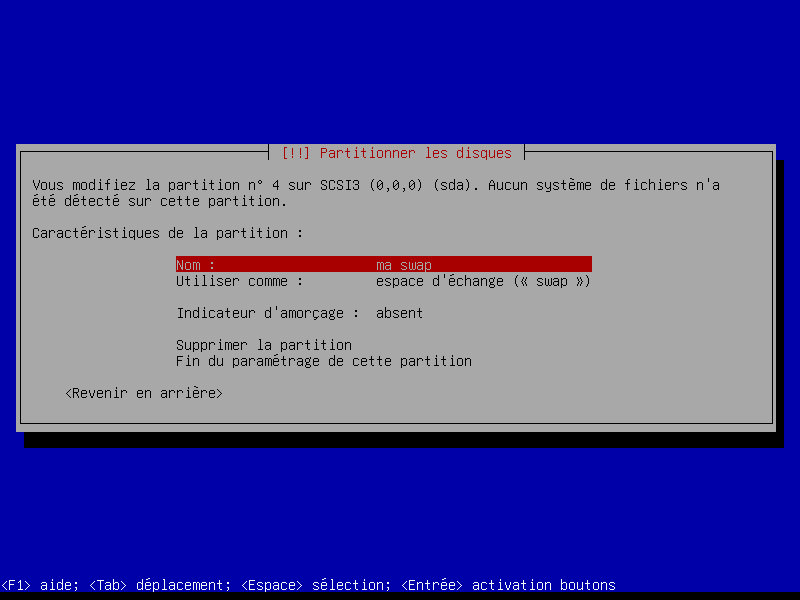 [!!] Partitionner les disques
Vous modifiez la partition n° 4 sur SCSI3 (0,0,0) (sda). Aucun système de fichiers n'a
été détecté sur cette partition.
Caractéristiques de la partition :
Nom : ma swap
Utiliser comme : espace d'échange (« swap »)
Indicateur d'amorçage : absent
Supprimer la partition
Fin du paramétrage de cette partition
<Revenir en arrière>
<F1> aide; <Tab> déplacement; <Espace> sélection; <Entrée> activation boutons